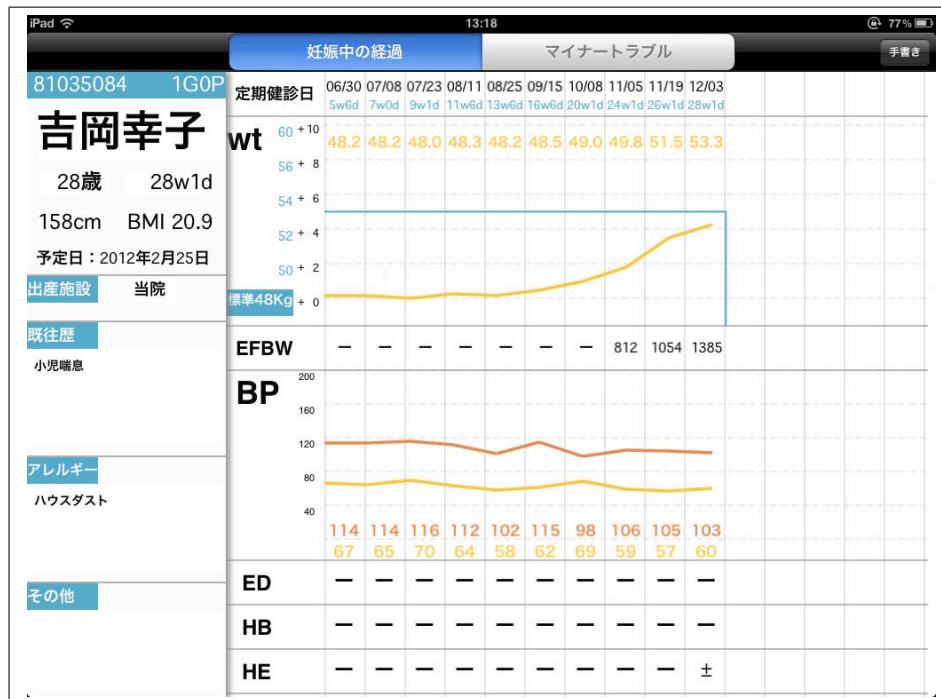 iPad 13:18 77%
妊娠中の経過 マイナートラブル 手書き
81035084 1G0P
吉岡幸子
28歳 28w1d
158cm BMI 20.9
予定日：2012年2月25日
出産施設 当院
既往歴
小児喘息
アレルギー
ハウスダスト
その他
定期健診日 06/30 07/08 07/23 08/11 08/25 09/15 10/08 11/05 11/19 12/03
5w6d 7w0d 9w1d 11w6d 13w6d 16w6d 20w1d 24w1d 26w1d 28w1d
wt 60 +10 48.2 48.2 48.0 48.3 48.2 48.5 49.0 49.8 51.5 53.3
56 + 8
54 + 6
52 + 4
50 + 2
標準48Kg + 0
EFBW － － － － － － － 812 1054 1385
BP 200
160
120
80
40
114 114 116 112 102 115 98 106 105 103
67 65 70 64 58 62 69 59 57 60
ED － － － － － － － － － －
HB － － － － － － － － － －
HE － － － － － － － － － ±